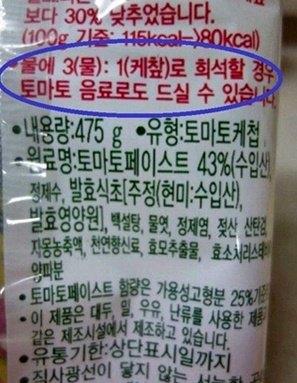 보다 30% 낮추었습니다.
(100g 기준: 115kcal→80kcal)
물에 3(물): 1(케챂)로 희석할 경우
토마토 음료로도 드실 수 있습니다.
•내용량:475 g •유형:토마토케첩
•원료명:토마토페이스트 43%(수입산),
정제수, 발효식초(주정(현미:수입산),
발효영양원), 백설탕, 물엿, 정제염, 젖산, 산탄검,
자몽농축액, 천연향신료, 효모추출물, 효소처리스테비
양파분
•토마토페이스트 함량은 가용성고형분 25%기준
•이 제품은 대두, 밀, 우유, 난류를 사용한 제품
같은 제조시설에서 제조하고 있습니다.
•유통기한:상단표시일까지
•직사광선이 닿지 않는